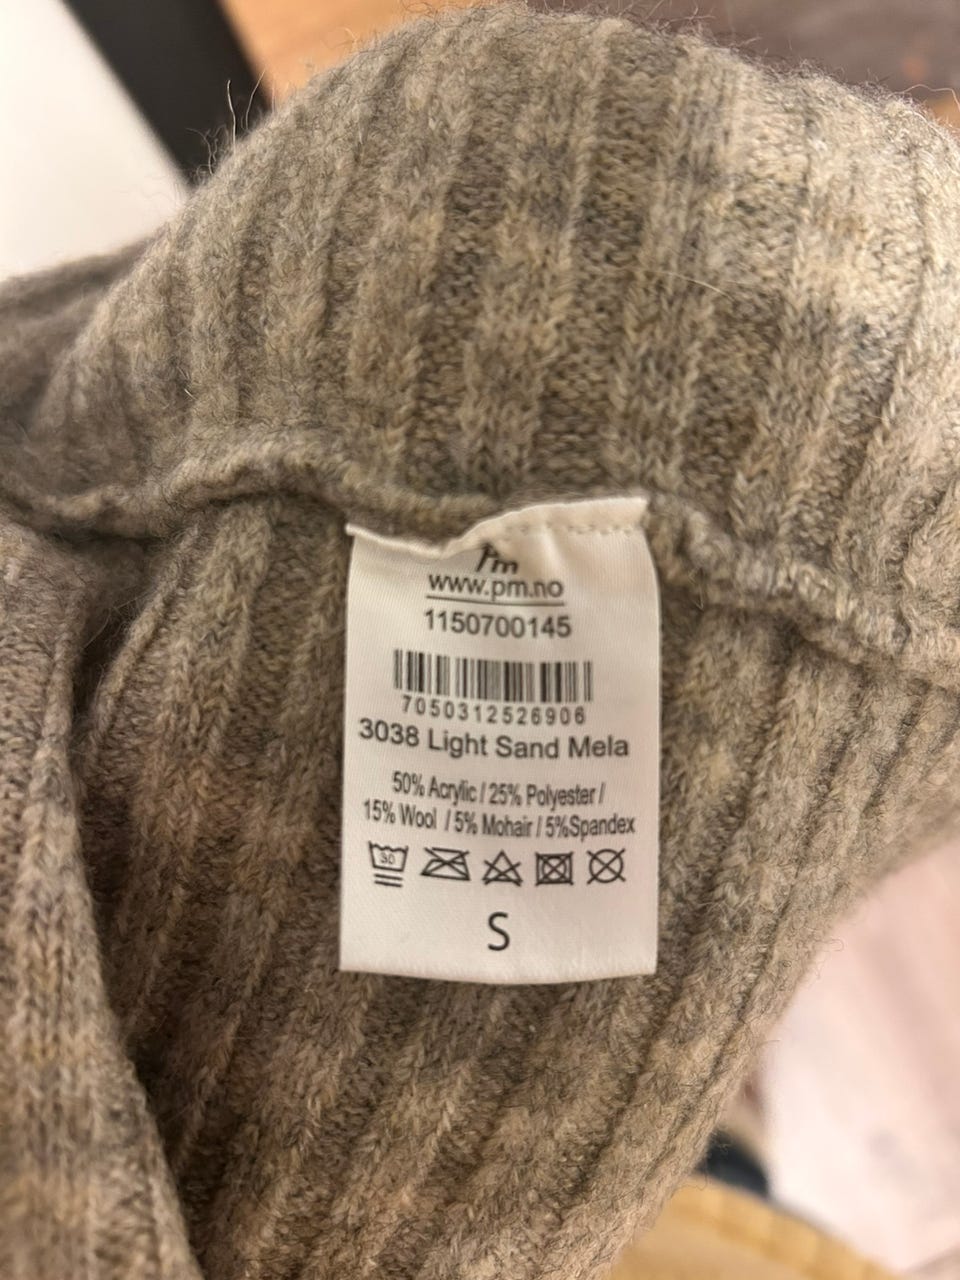 Pm
www.pm.no
1150700145
7050312526906
3038 Light Sand Mela
50% Acrylic / 25% Polyester /
15% Wool / 5% Mohair / 5%Spandex
30
S